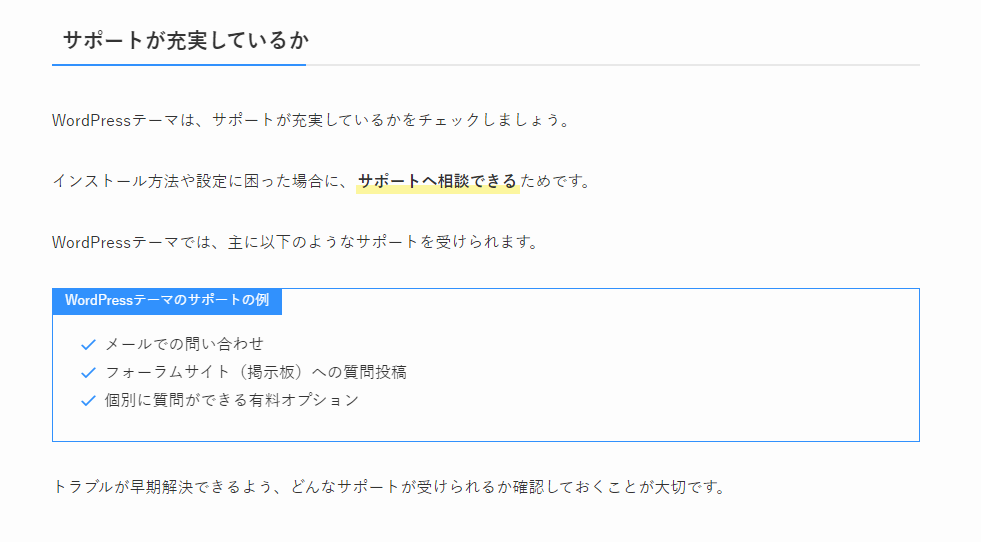 サポートが充実しているか
WordPressテーマは、サポートが充実しているかをチェックしましょう。
インストール方法や設定に困った場合に、サポートへ相談できるためです。
WordPressテーマでは、主に以下のようなサポートを受けられます。
WordPressテーマのサポートの例
メールでの問い合わせ
フォーラムサイト（掲示板）への質問投稿
個別に質問ができる有料オプション
トラブルが早期解決できるよう、どんなサポートが受けられるか確認しておくことが大切です。